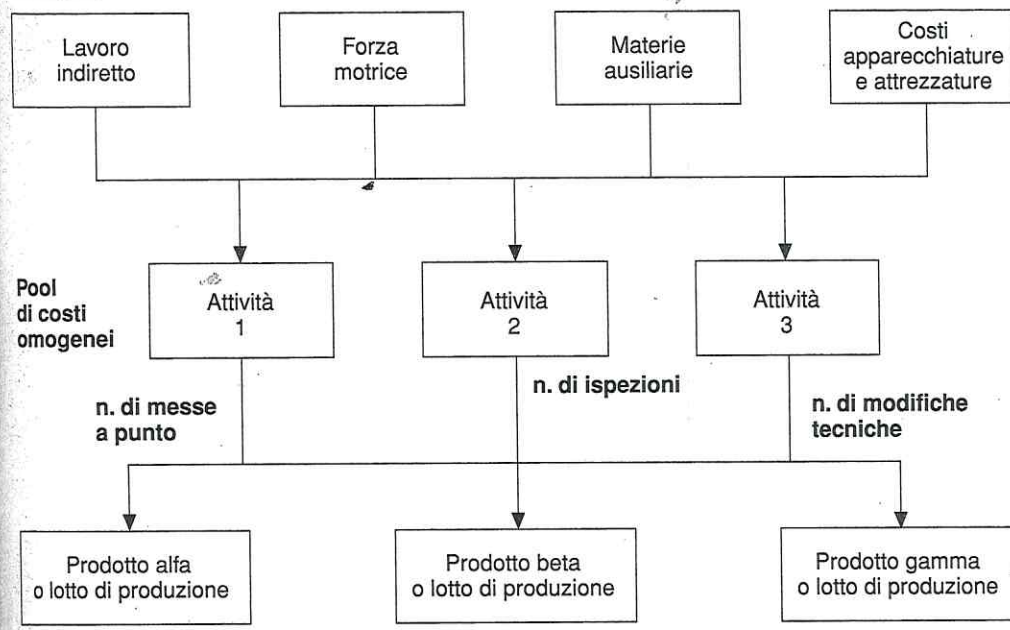 Lavoro
indiretto
Forza
motrice
Materie
ausiliarie
Costi
apparecchiature
e attrezzature
Pool
di costi
omogenei
Attività
1
Attività
2
Attività
3
n. di messe
a punto
n. di ispezioni
n. di modifiche
tecniche
Prodotto alfa
o lotto di produzione
Prodotto beta
o lotto di produzione
Prodotto gamma
o lotto di produzione